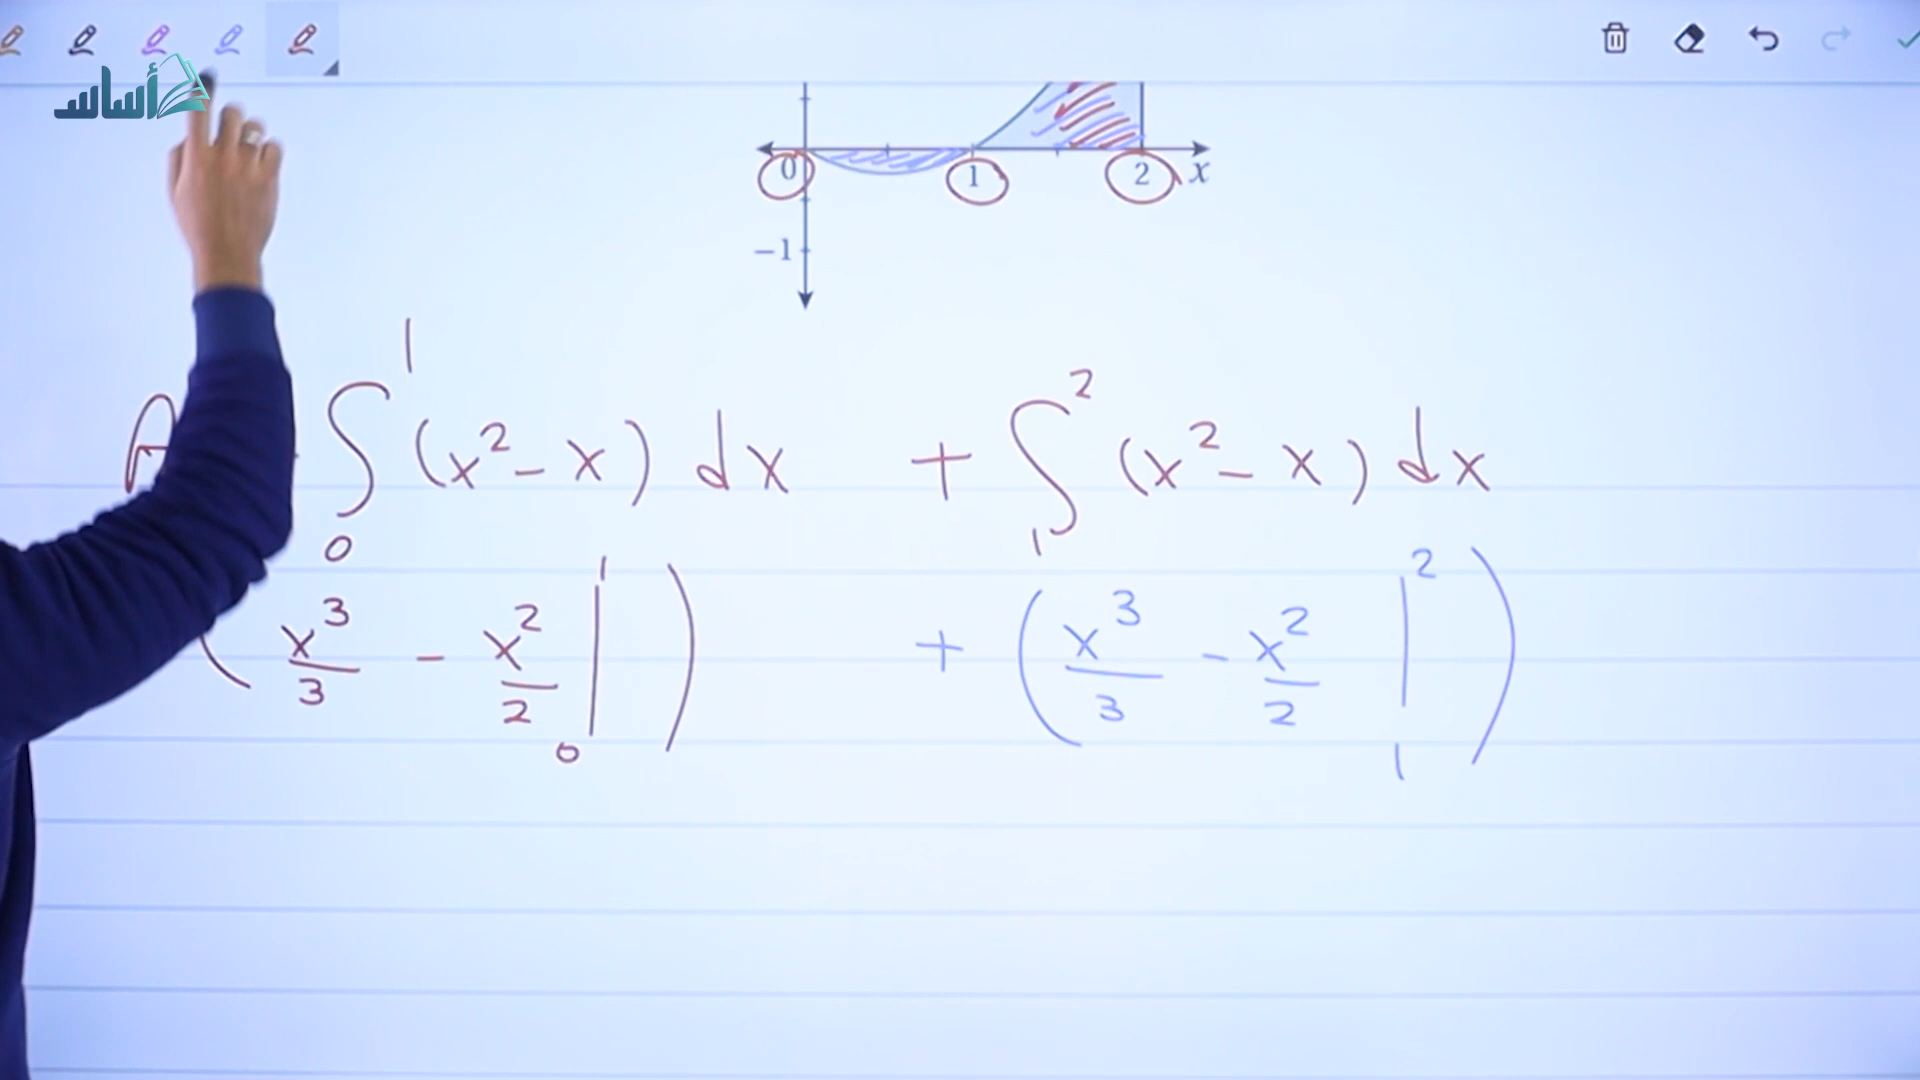 أساس
0 1 2 x
−1
A ∫₀¹ (x² − x) dx + ∫₁² (x² − x) dx
( x³/3 − x²/2 |₀¹ ) + ( x³/3 − x²/2 |₁² )